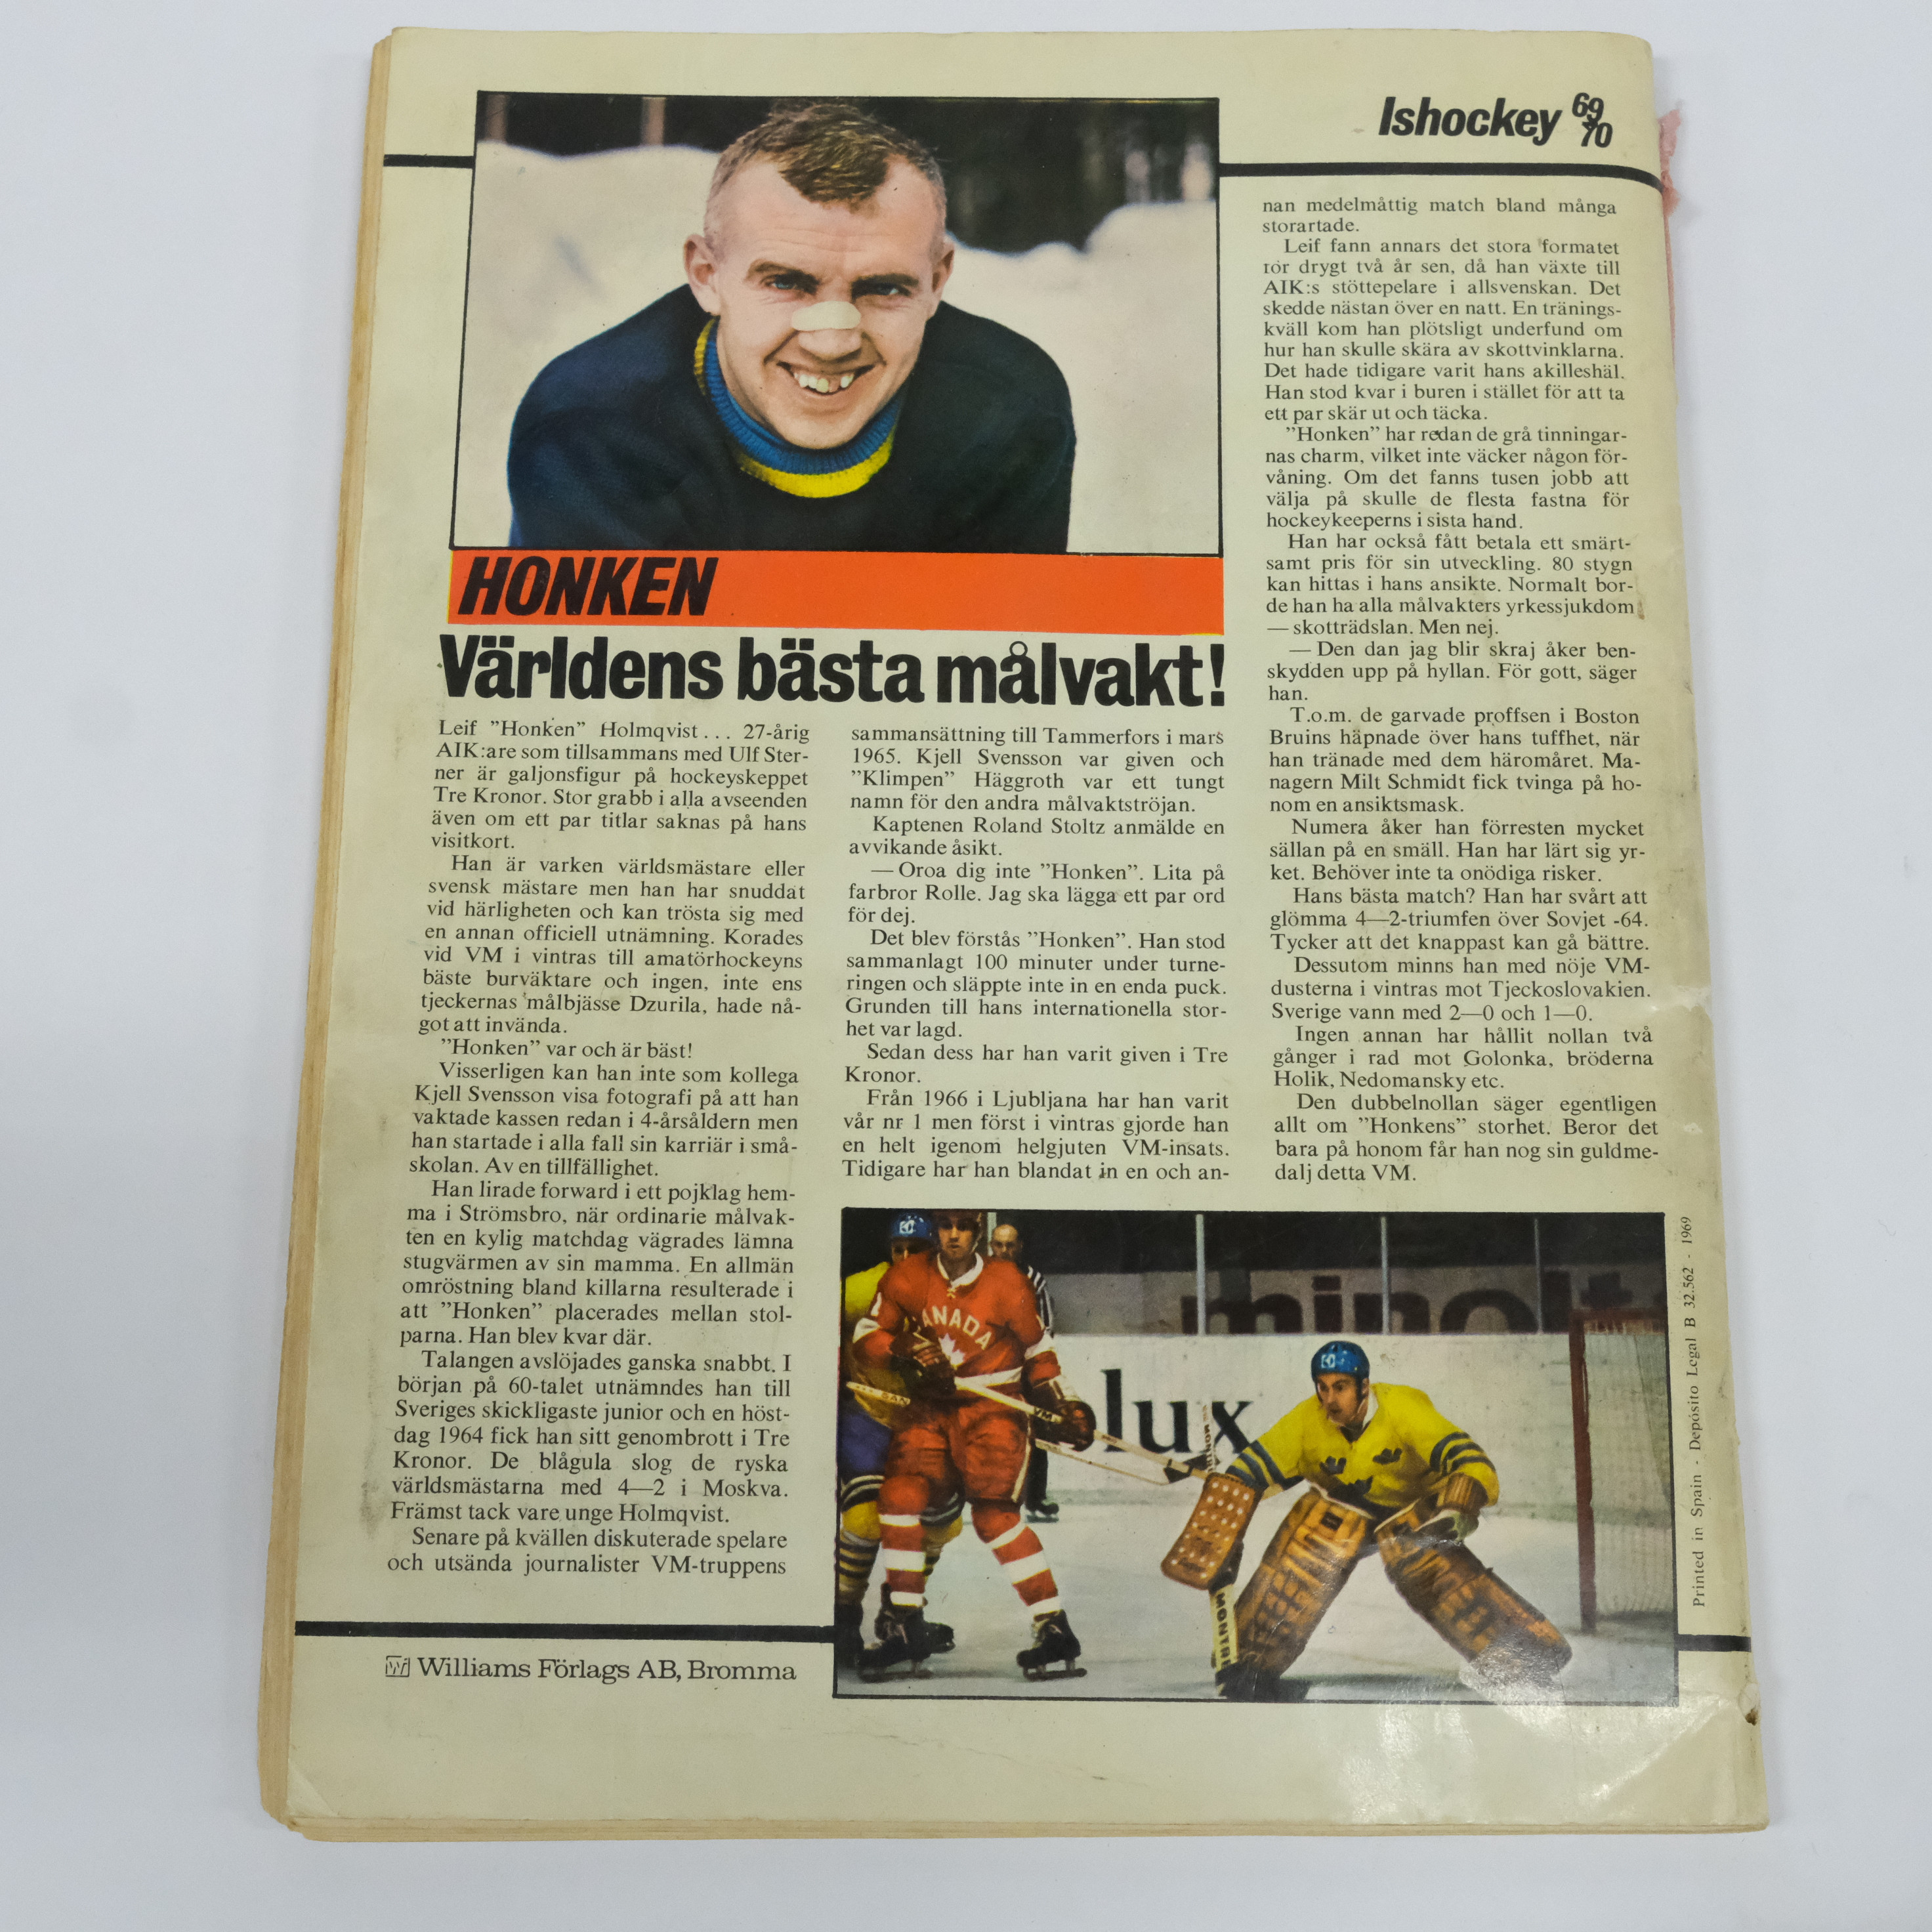 Ishockey 69/70
HONKEN
Världens bästa målvakt!
Leif ”Honken” Holmqvist... 27-årig
AIK:are som tillsammans med Ulf Ster-
ner är galjonsfigur på hockeyskeppet
Tre Kronor. Stor grabb i alla avseenden
även om ett par titlar saknas på hans
visitkort.
Han är varken världsmästare eller
svensk mästare men han har snuddat
vid härligheten och kan trösta sig med
en annan officiell utnämning. Korades
vid VM i vintras till amatörhockeyns
bäste burväktare och ingen, inte ens
tjeckernas målbjässe Dzurila, hade nå-
got att invända.
”Honken” var och är bäst!
Visserligen kan han inte som kollega
Kjell Svensson visa fotografi på att han
vaktade kassen redan i 4-årsåldern men
han startade i alla fall sin karriär i små-
skolan. Av en tillfällighet.
Han lirade forward i ett pojklag hem-
ma i Strömsbro, när ordinarie målvak-
ten en kylig matchdag vägrades lämna
stugvärmen av sin mamma. En allmän
omröstning bland killarna resulterade i
att ”Honken” placerades mellan stol-
parna. Han blev kvar där.
Talangen avslöjades ganska snabbt. I
början på 60-talet utnämndes han till
Sveriges skickligaste junior och en höst-
dag 1964 fick han sitt genombrott i Tre
Kronor. De blågula slog de ryska
världsmästarna med 4—2 i Moskva.
Främst tack vare unge Holmqvist.
Senare på kvällen diskuterade spelare
och utsända journalister VM-truppens
sammansättning till Tammerfors i mars
1965. Kjell Svensson var given och
”Klimpen” Häggroth var ett tungt
namn för den andra målvaktströjan.
Kaptenen Roland Stoltz anmälde en
avvikande åsikt.
— Oroa dig inte ”Honken”. Lita på
farbror Rolle. Jag ska lägga ett par ord
för dej.
Det blev förstås ”Honken”. Han stod
sammanlagt 100 minuter under turne-
ringen och släppte inte in en enda puck.
Grunden till hans internationella stor-
het var lagd.
Sedan dess har han varit given i Tre
Kronor.
Från 1966 i Ljubljana har han varit
vår nr 1 men först i vintras gjorde han
en helt igenom helgjuten VM-insats.
Tidigare har han blandat in en och an-
nan medelmåttig match bland många
storartade.
Leif fann annars det stora formatet
för drygt två år sen, då han växte till
AIK:s stöttepelare i allsvenskan. Det
skedde nästan över en natt. En tränings-
kväll kom han plötsligt underfund om
hur han skulle skära av skottvinklarna.
Det hade tidigare varit hans akilleshäl.
Han stod kvar i buren i stället för att ta
ett par skär ut och täcka.
”Honken” har redan de grå tinningar-
nas charm, vilket inte väcker någon för-
våning. Om det fanns tusen jobb att
välja på skulle de flesta fastna för
hockeykeeperns i sista hand.
Han har också fått betala ett smärt-
samt pris för sin utveckling. 80 stygn
kan hittas i hans ansikte. Normalt bor-
de han ha alla målvakters yrkessjukdom
— skotträdslan. Men nej.
— Den dan jag blir skraj åker ben-
skydden upp på hyllan. För gott, säger
han.
T.o.m. de garvade proffsen i Boston
Bruins häpnade över hans tuffhet, när
han tränade med dem häromåret. Ma-
nagern Milt Schmidt fick tvinga på ho-
nom en ansiktsmask.
Numera åker han förresten mycket
sällan på en smäll. Han har lärt sig yr-
ket. Behöver inte ta onödiga risker.
Hans bästa match? Han har svårt att
glömma 4—2-triumfen över Sovjet -64.
Tycker att det knappast kan gå bättre.
Dessutom minns han med nöje VM-
dusterna i vintras mot Tjeckoslovakien.
Sverige vann med 2—0 och 1—0.
Ingen annan har hållit nollan två
gånger i rad mot Golonka, bröderna
Holik, Nedomansky etc.
Den dubbelnollan säger egentligen
allt om ”Honkens” storhet. Beror det
bara på honom får han nog sin guldme-
dalj detta VM.
CANADA
VM
lux
Printed in Spain - Depósito Legal B 32.562 - 1969
Wi Williams Förlags AB, Bromma